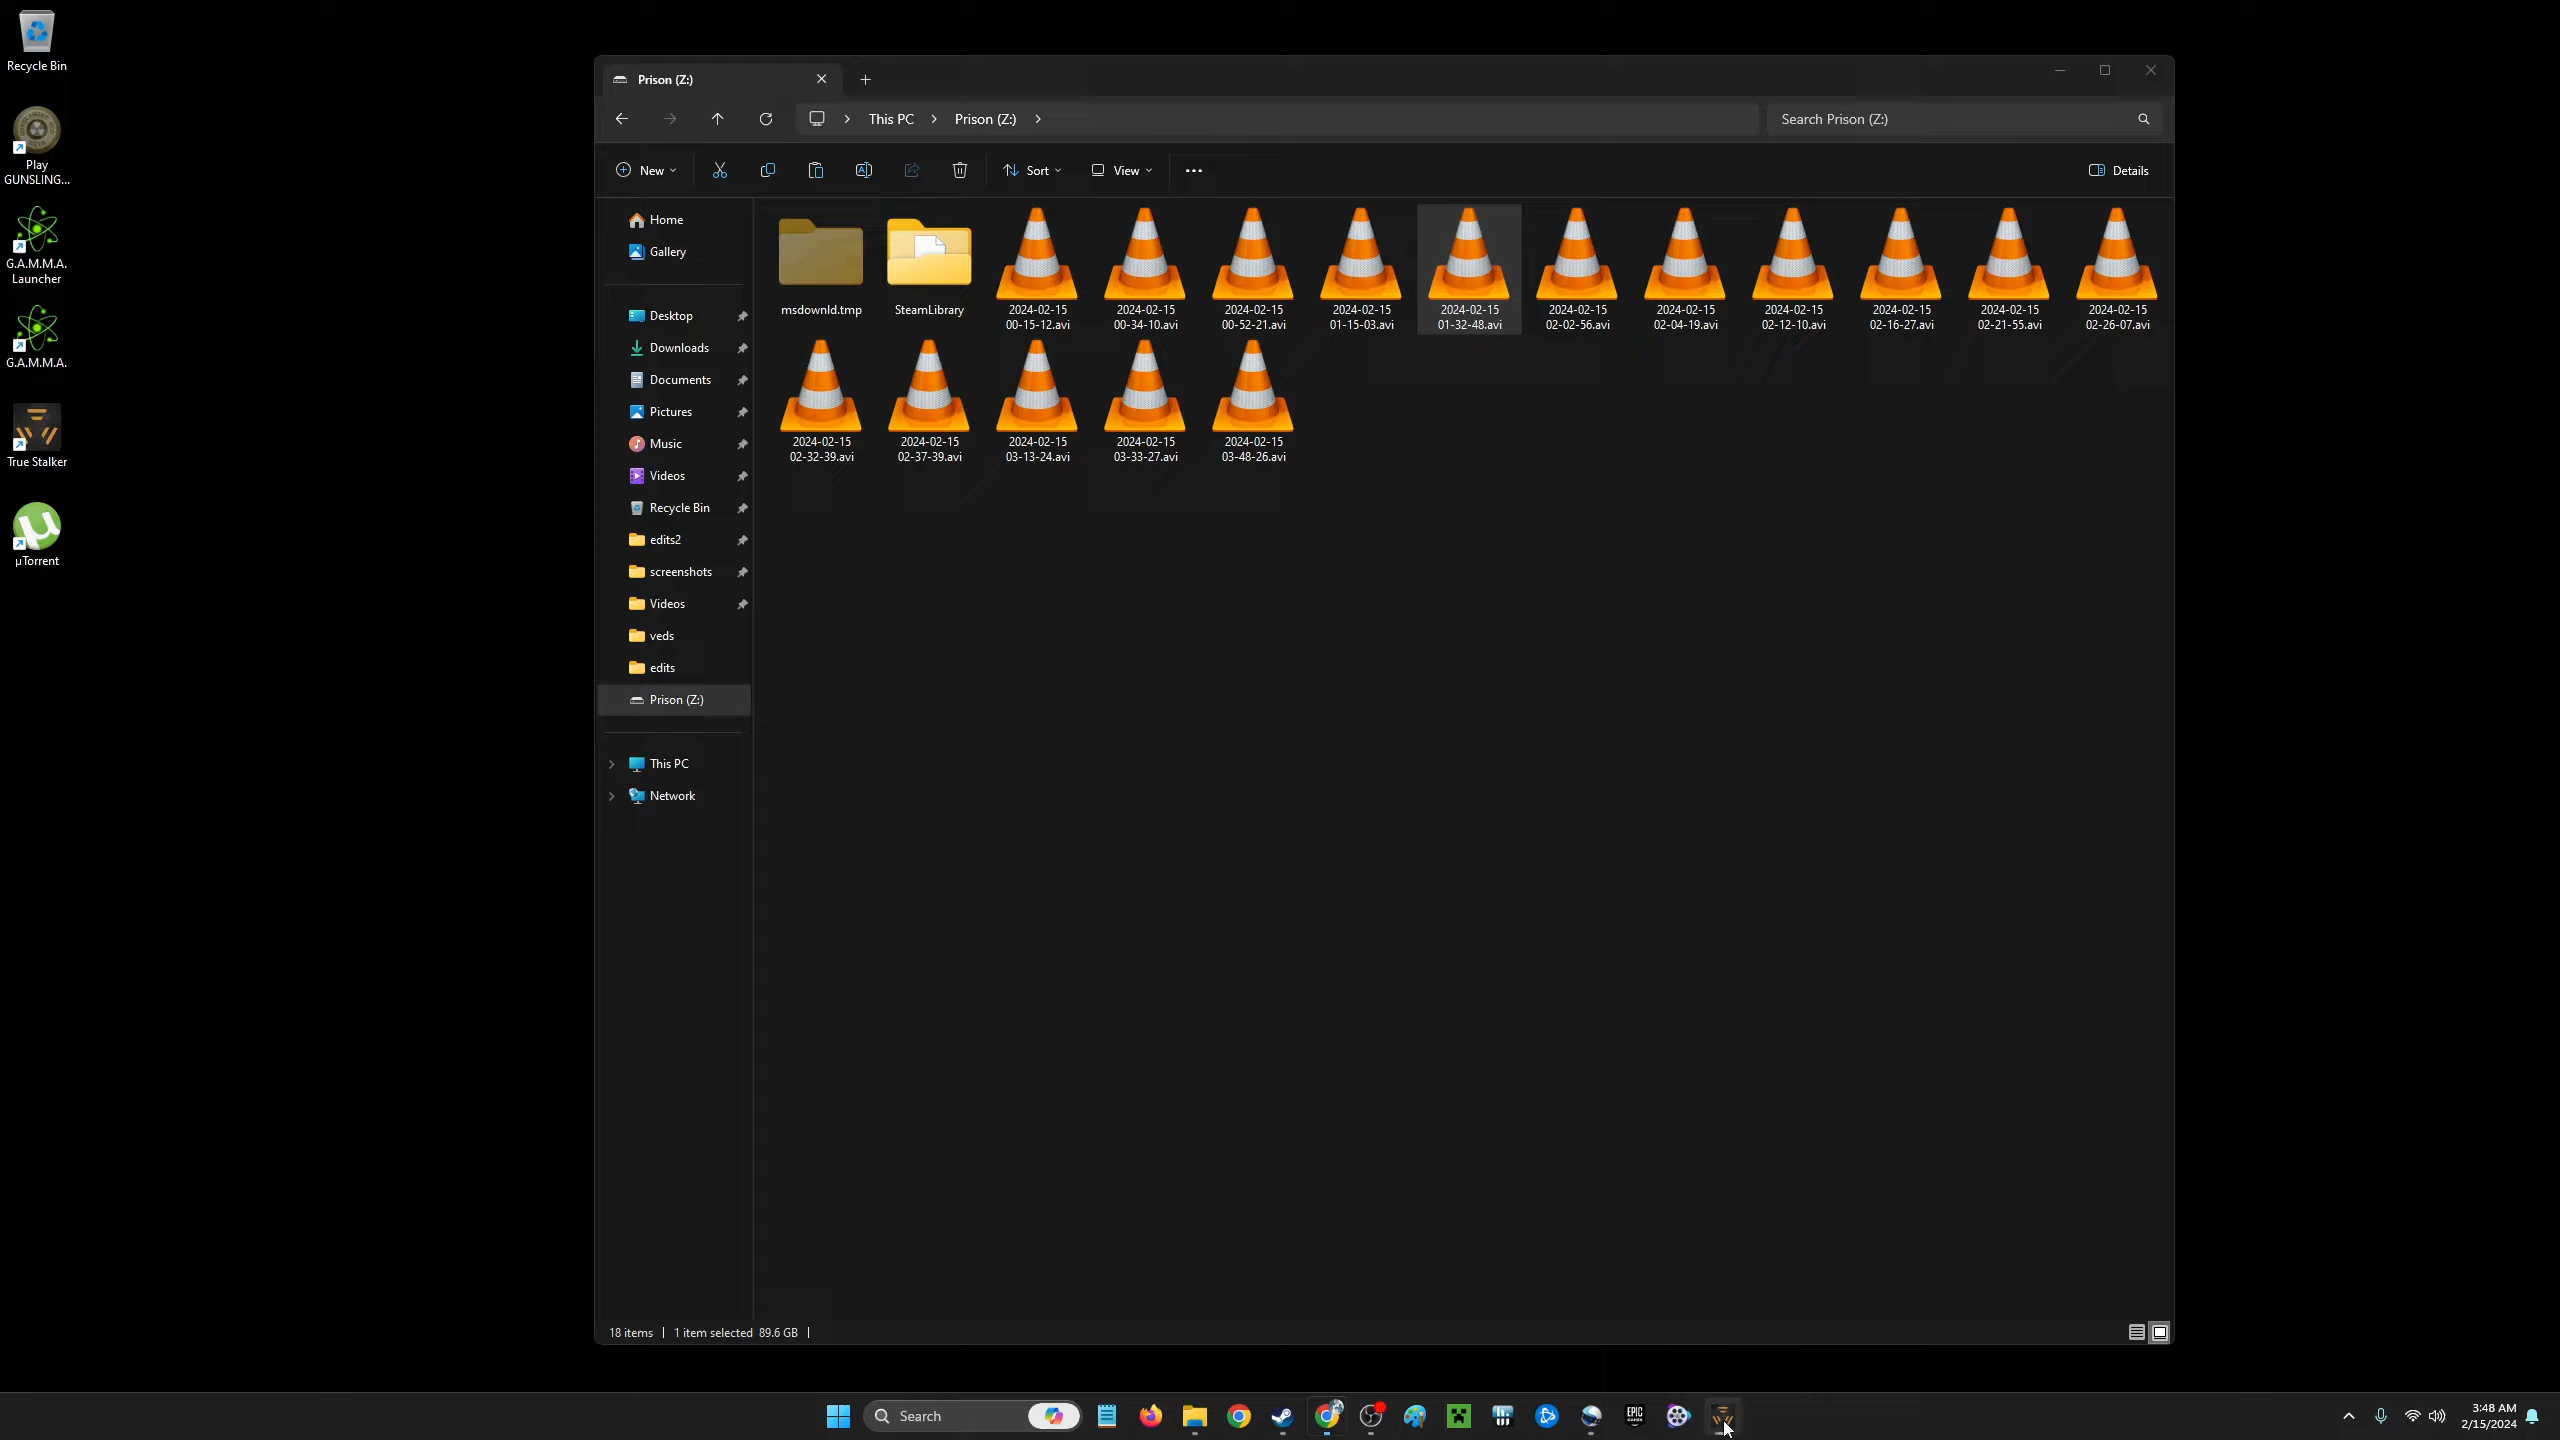 Recycle Bin
Play
GUNSLING...
G.A.M.M.A.
Launcher
G.A.M.M.A.
True Stalker
µTorrent
Prison (Z:)
This PC
Prison (Z:)
Search Prison (Z:)
New
Sort
View
Details
Home
Gallery
Desktop
Downloads
Documents
Pictures
Music
Videos
Recycle Bin
edits2
screenshots
Videos
veds
edits
Prison (Z:)
This PC
Network
msdownld.tmp
SteamLibrary
2024-02-15
00-15-12.avi
2024-02-15
00-34-10.avi
2024-02-15
00-52-21.avi
2024-02-15
01-15-03.avi
2024-02-15
01-32-48.avi
2024-02-15
02-02-56.avi
2024-02-15
02-04-19.avi
2024-02-15
02-12-10.avi
2024-02-15
02-16-27.avi
2024-02-15
02-21-55.avi
2024-02-15
02-26-07.avi
2024-02-15
02-32-39.avi
2024-02-15
02-37-39.avi
2024-02-15
03-13-24.avi
2024-02-15
03-33-27.avi
2024-02-15
03-48-26.avi
18 items
1 item selected 89.6 GB
Search
EPIC
GAMES
3:48 AM
2/15/2024